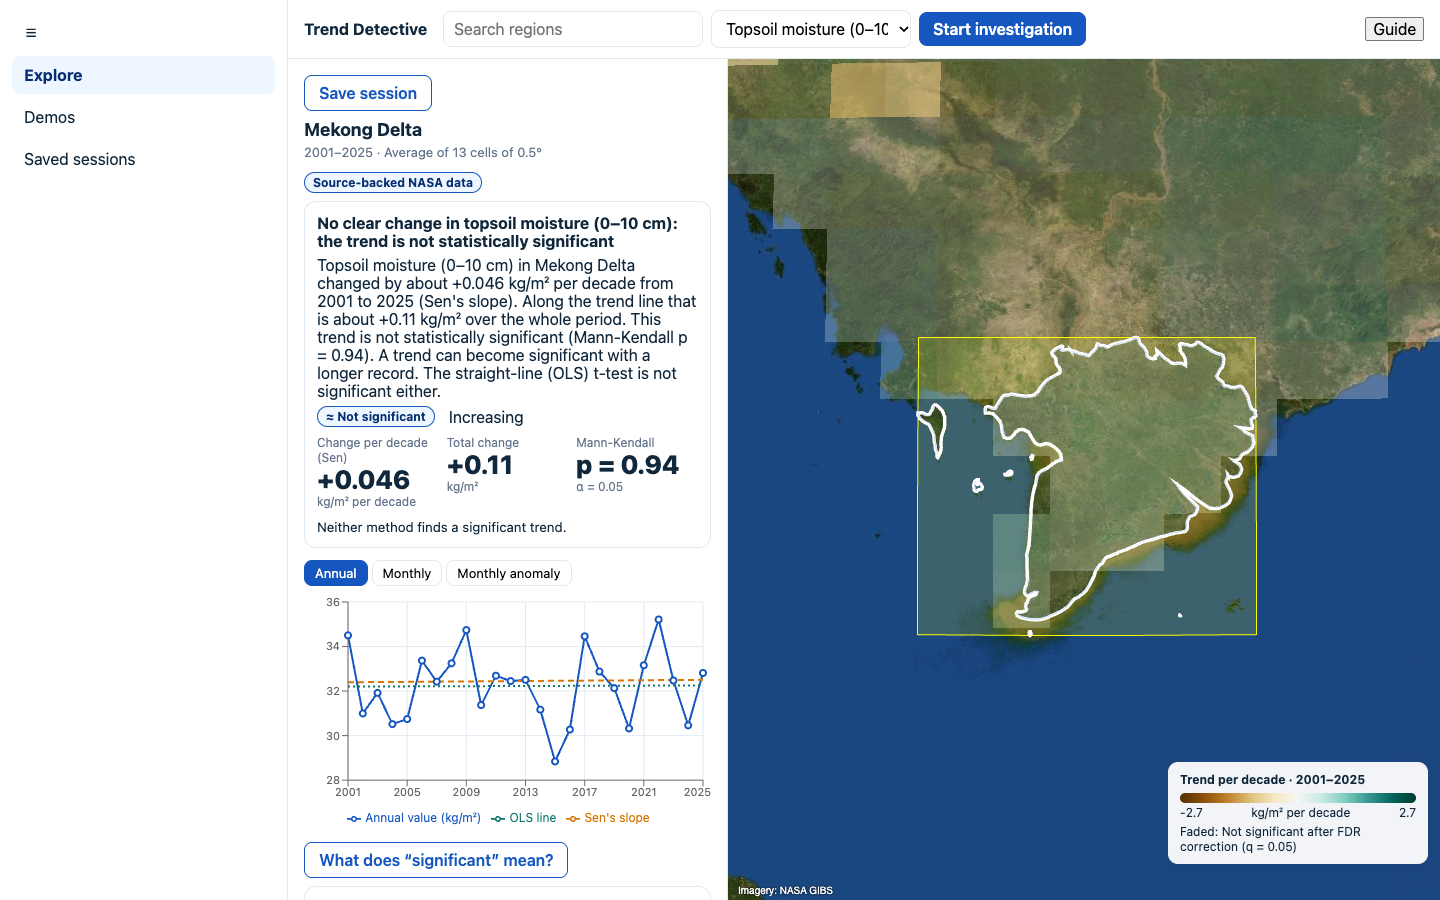 ≡
Explore
Demos
Saved sessions
Trend Detective
Search regions
Topsoil moisture (0–10
Start investigation
Guide
Save session
Mekong Delta
2001–2025 · Average of 13 cells of 0.5°
Source-backed NASA data
No clear change in topsoil moisture (0–10 cm):
the trend is not statistically significant
Topsoil moisture (0–10 cm) in Mekong Delta
changed by about +0.046 kg/m² per decade from
2001 to 2025 (Sen's slope). Along the trend line that
is about +0.11 kg/m² over the whole period. This
trend is not statistically significant (Mann-Kendall p
= 0.94). A trend can become significant with a
longer record. The straight-line (OLS) t-test is not
significant either.
≈ Not significant Increasing
Change per decade (Sen)
+0.046
kg/m² per decade
Total change
+0.11
kg/m²
Mann-Kendall
p = 0.94
α = 0.05
Neither method finds a significant trend.
Annual Monthly Monthly anomaly
36
34
32
30
28
2001 2005 2009 2013 2017 2021 2025
Annual value (kg/m²) OLS line Sen's slope
What does “significant” mean?
Trend per decade · 2001–2025
-2.7 kg/m² per decade 2.7
Faded: Not significant after FDR
correction (q = 0.05)
Imagery: NASA GIBS